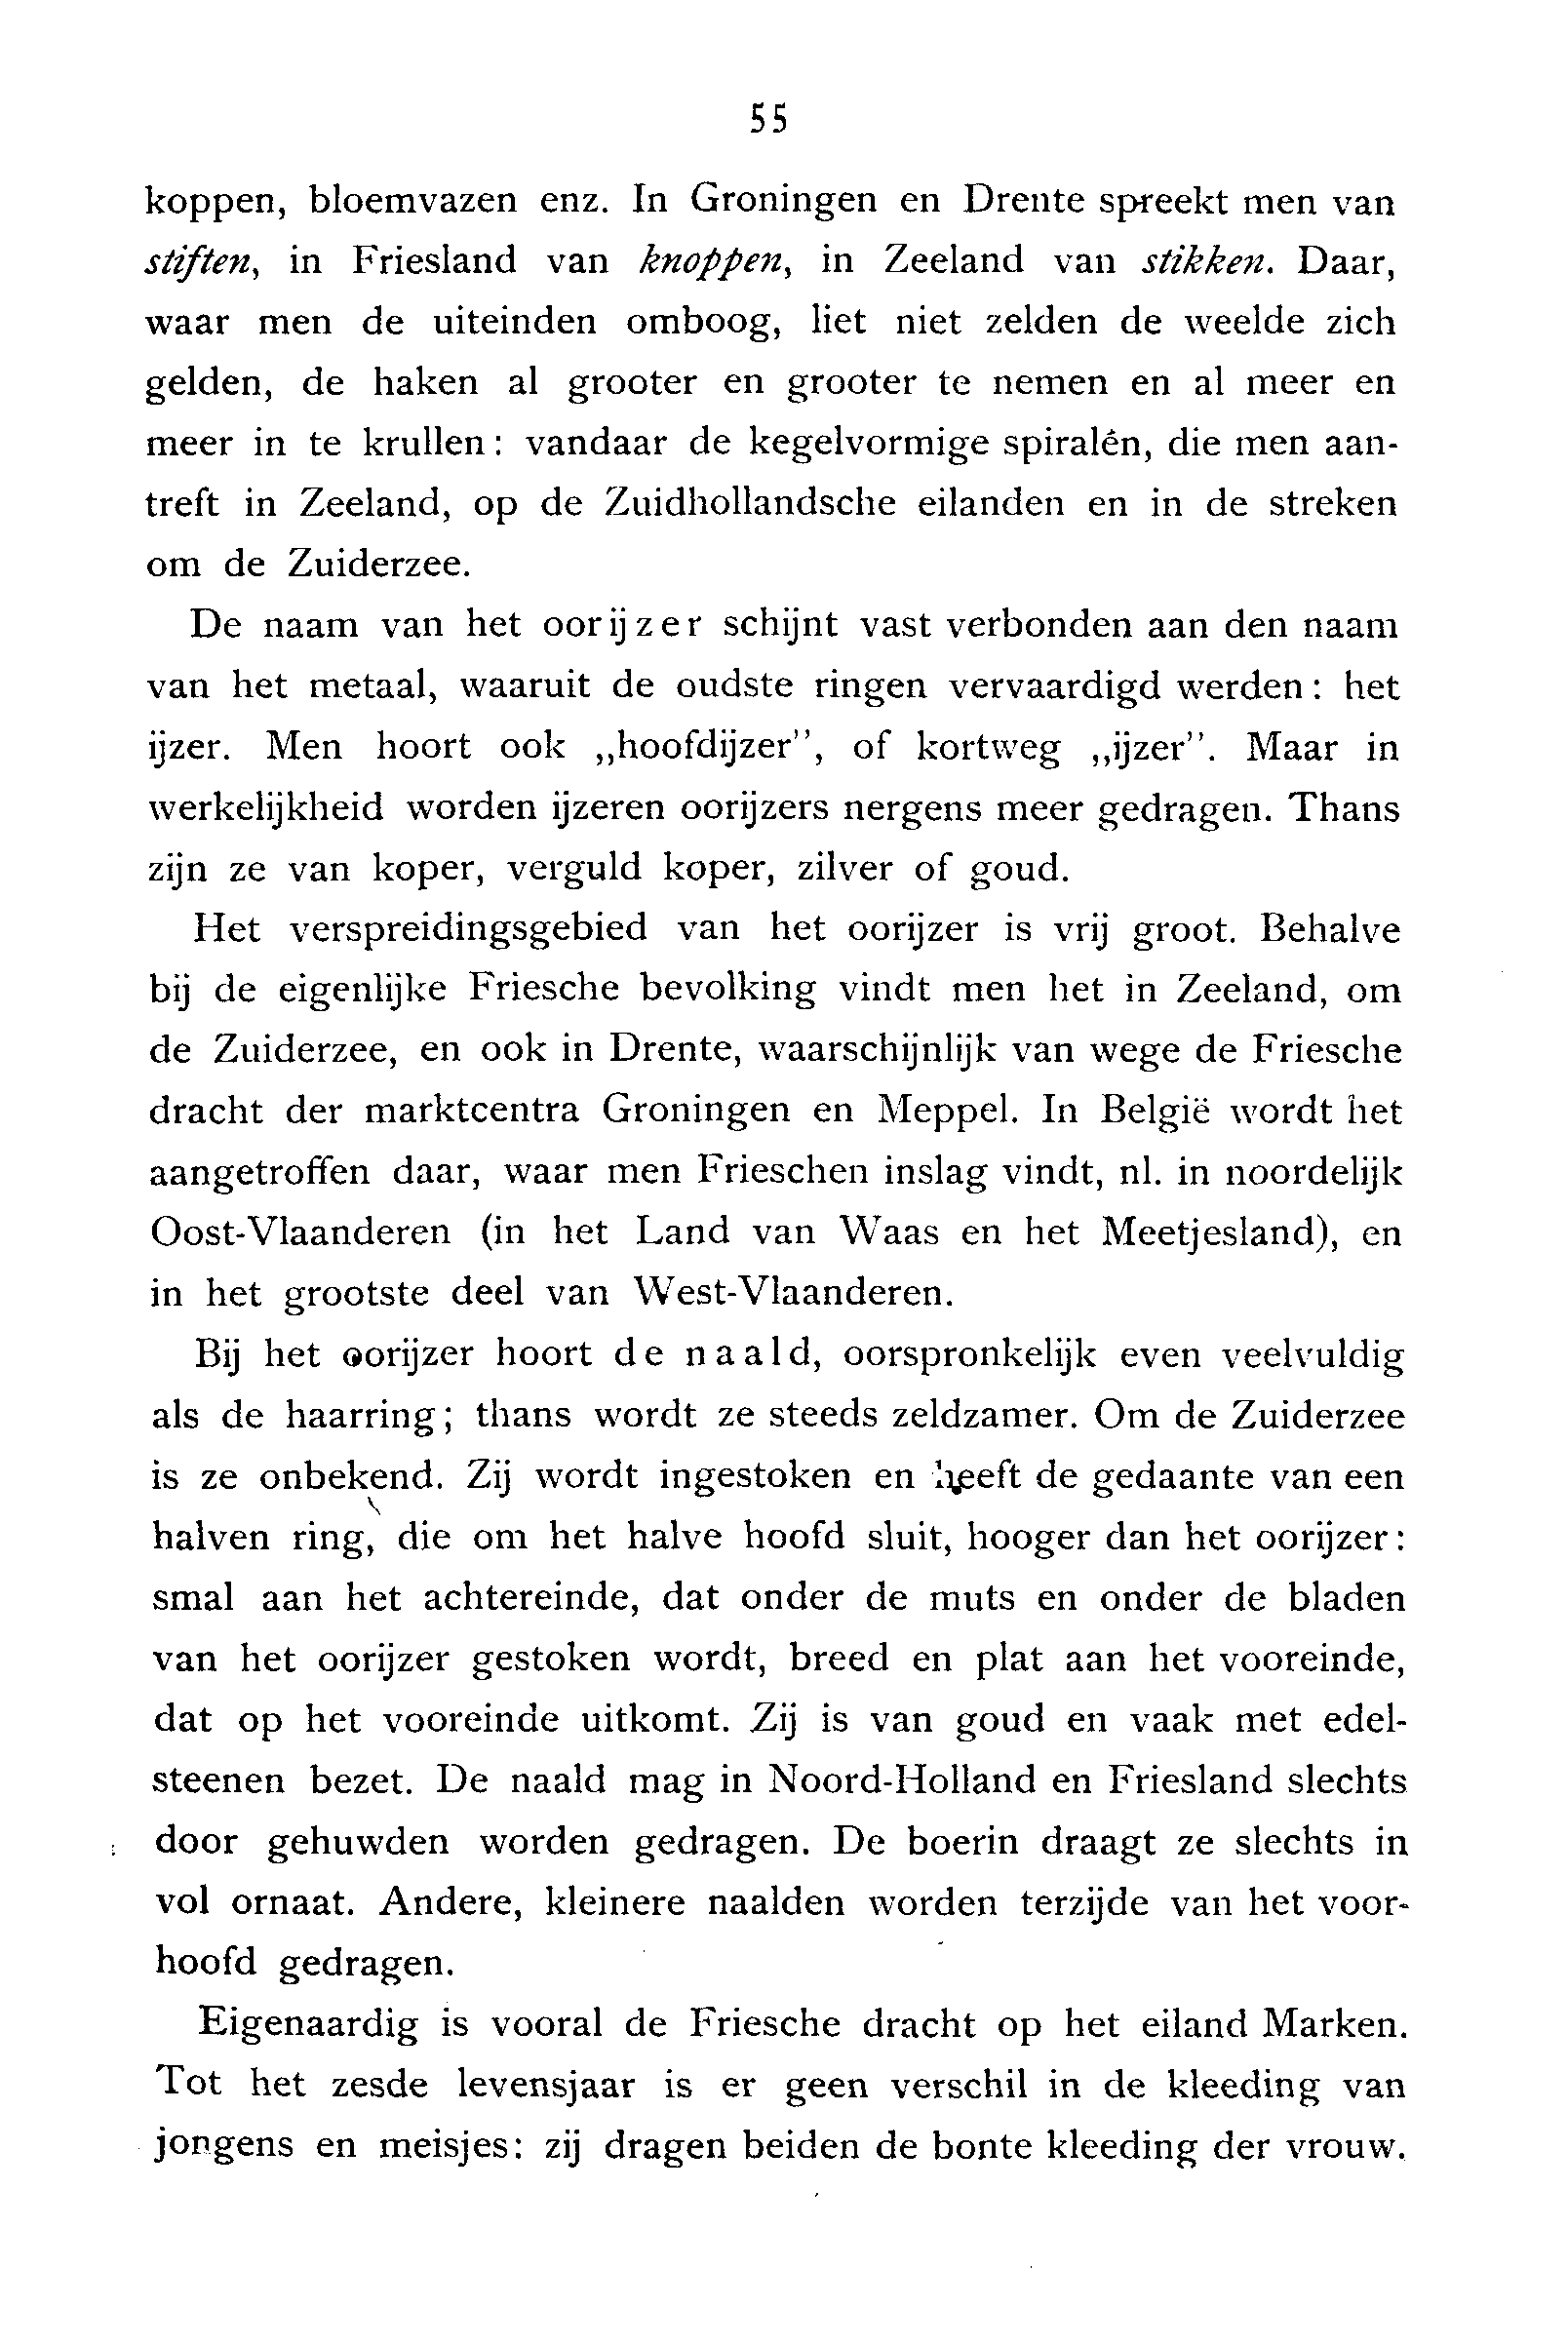 55
koppen, bloemvazen enz. In Groningen en Drente spreekt men van
stiften, in Friesland van knoppen, in Zeeland van stikken. Daar,
waar men de uiteinden omboog, liet niet zelden de weelde zich
gelden, de haken al grooter en grooter te nemen en al meer en
meer in te krullen: vandaar de kegelvormige spiralén, die men aan-
treft in Zeeland, op de Zuidhollandsche eilanden en in de streken
om de Zuiderzee.
De naam van het oorijzer schijnt vast verbonden aan den naam
van het metaal, waaruit de oudste ringen vervaardigd werden: het
ijzer. Men hoort ook „hoofdijzer”, of kortweg „ijzer”. Maar in
werkelijkheid worden ijzeren oorijzers nergens meer gedragen. Thans
zijn ze van koper, verguld koper, zilver of goud.
Het verspreidingsgebied van het oorijzer is vrij groot. Behalve
bij de eigenlijke Friesche bevolking vindt men het in Zeeland, om
de Zuiderzee, en ook in Drente, waarschijnlijk van wege de Friesche
dracht der marktcentra Groningen en Meppel. In België wordt het
aangetroffen daar, waar men Frieschen inslag vindt, nl. in noordelijk
Oost-Vlaanderen (in het Land van Waas en het Meetjesland), en
in het grootste deel van West-Vlaanderen.
Bij het oorijzer hoort de naald, oorspronkelijk even veelvuldig
als de haarring; thans wordt ze steeds zeldzamer. Om de Zuiderzee
is ze onbekend. Zij wordt ingestoken en heeft de gedaante van een
halven ring, die om het halve hoofd sluit, hooger dan het oorijzer:
smal aan het achtereinde, dat onder de muts en onder de bladen
van het oorijzer gestoken wordt, breed en plat aan het vooreinde,
dat op het vooreinde uitkomt. Zij is van goud en vaak met edel-
steenen bezet. De naald mag in Noord-Holland en Friesland slechts
door gehuwden worden gedragen. De boerin draagt ze slechts in
vol ornaat. Andere, kleinere naalden worden terzijde van het voor-
hoofd gedragen.
Eigenaardig is vooral de Friesche dracht op het eiland Marken.
Tot het zesde levensjaar is er geen verschil in de kleeding van
jongens en meisjes: zij dragen beiden de bonte kleeding der vrouw.